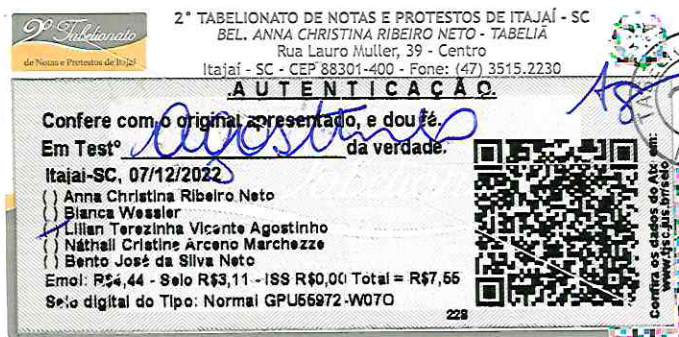 2º Tabelionato
de Notas e Protestos de Itajaí
2º TABELIONATO DE NOTAS E PROTESTOS DE ITAJAÍ - SC
BEL. ANNA CHRISTINA RIBEIRO NETO - TABELIÃ
Rua Lauro Muller, 39 - Centro
Itajaí - SC - CEP 88301-400 - Fone: (47) 3515.2230
AUTENTICAÇÃO
Confere com o original apresentado, e dou fé.
Em Testº Agostinho da verdade.
Itajaí-SC, 07/12/2022
( ) Anna Christina Ribeiro Neto
( ) Bianca Wessler
Lilian Terezinha Vicente Agostinho
( ) Náthali Cristine Arceno Marchezze
( ) Bento José da Silva Neto
Emol: R$4,44 - Selo R$3,11 - ISS R$0,00 Total = R$7,55
Selo digital do Tipo: Normal GPU55972-W07O
228
Confira os dados do Ato em:
www.tjsc.jus.br/selo